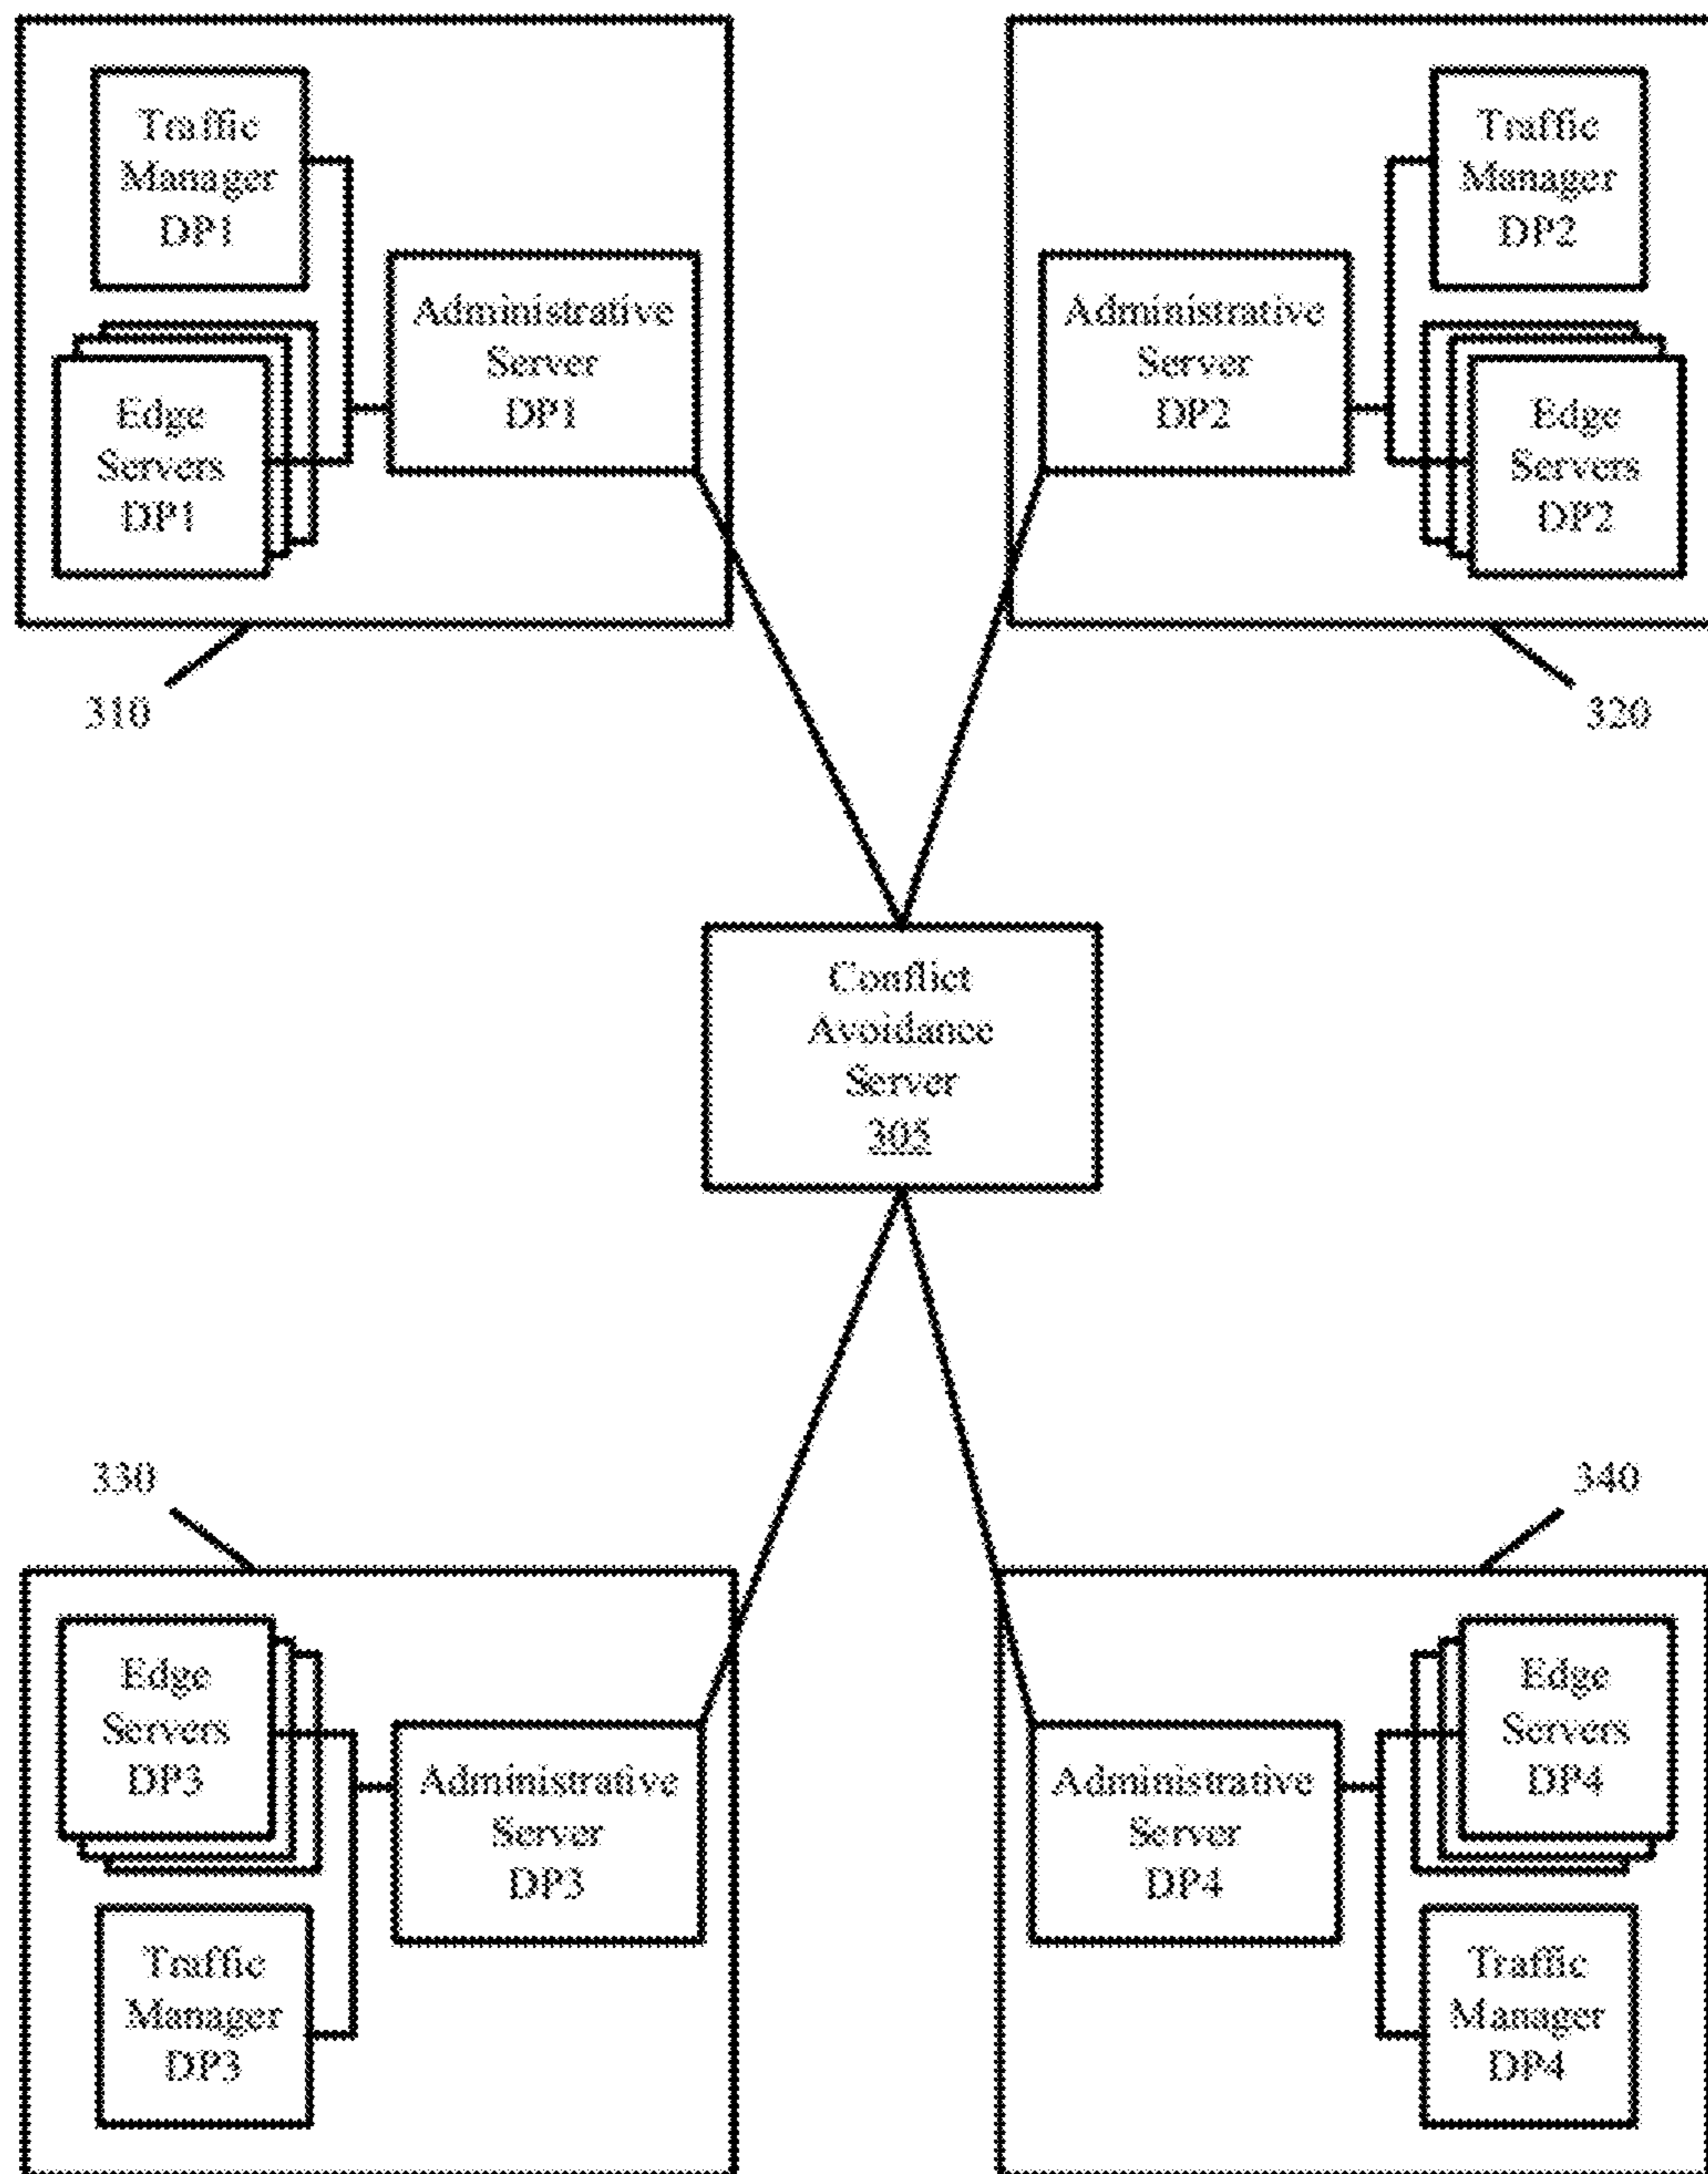 Traffic
Manager
DP1
Administrative
Server
DP1
Edge
Servers
DP1
310
Traffic
Manager
DP2
Administrative
Server
DP2
Edge
Servers
DP2
320
Conflict
Avoidance
Server
305
330
Edge
Servers
DP3
Administrative
Server
DP3
Traffic
Manager
DP3
340
Edge
Servers
DP4
Administrative
Server
DP4
Traffic
Manager
DP4